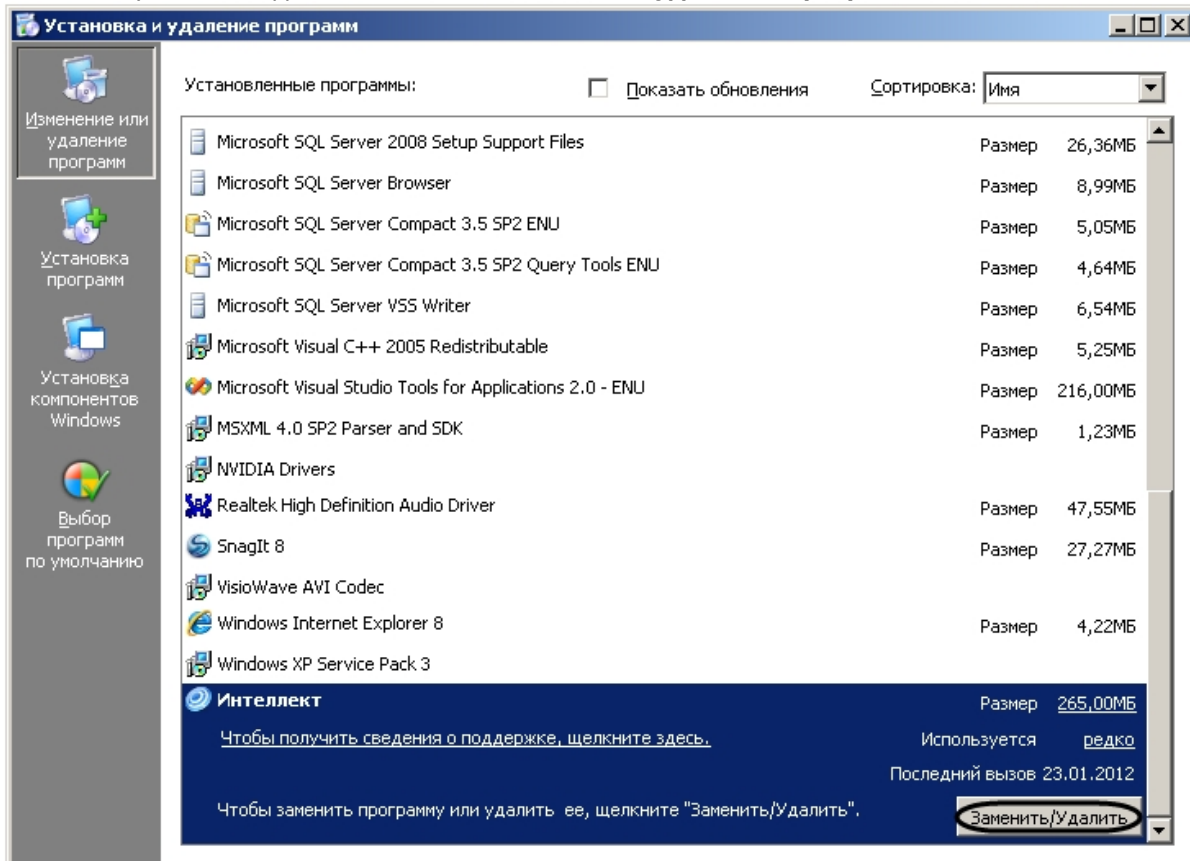 Установка и удаление программ
Изменение или
удаление
программ
Установка
программ
Установка
компонентов
Windows
Выбор
программ
по умолчанию
Установленные программы:
Показать обновления
Сортировка: Имя
Microsoft SQL Server 2008 Setup Support Files Размер 26,36МБ
Microsoft SQL Server Browser Размер 8,99МБ
Microsoft SQL Server Compact 3.5 SP2 ENU Размер 5,05МБ
Microsoft SQL Server Compact 3.5 SP2 Query Tools ENU Размер 4,64МБ
Microsoft SQL Server VSS Writer Размер 6,54МБ
Microsoft Visual C++ 2005 Redistributable Размер 5,25МБ
Microsoft Visual Studio Tools for Applications 2.0 - ENU Размер 216,00МБ
MSXML 4.0 SP2 Parser and SDK Размер 1,23МБ
NVIDIA Drivers
Realtek High Definition Audio Driver Размер 47,55МБ
SnagIt 8 Размер 27,27МБ
VisioWave AVI Codec
Windows Internet Explorer 8 Размер 4,22МБ
Windows XP Service Pack 3
Интеллект Размер 265,00МБ
Чтобы получить сведения о поддержке, щелкните здесь. Используется редко
Последний вызов 23.01.2012
Чтобы заменить программу или удалить ее, щелкните "Заменить/Удалить". Заменить/Удалить